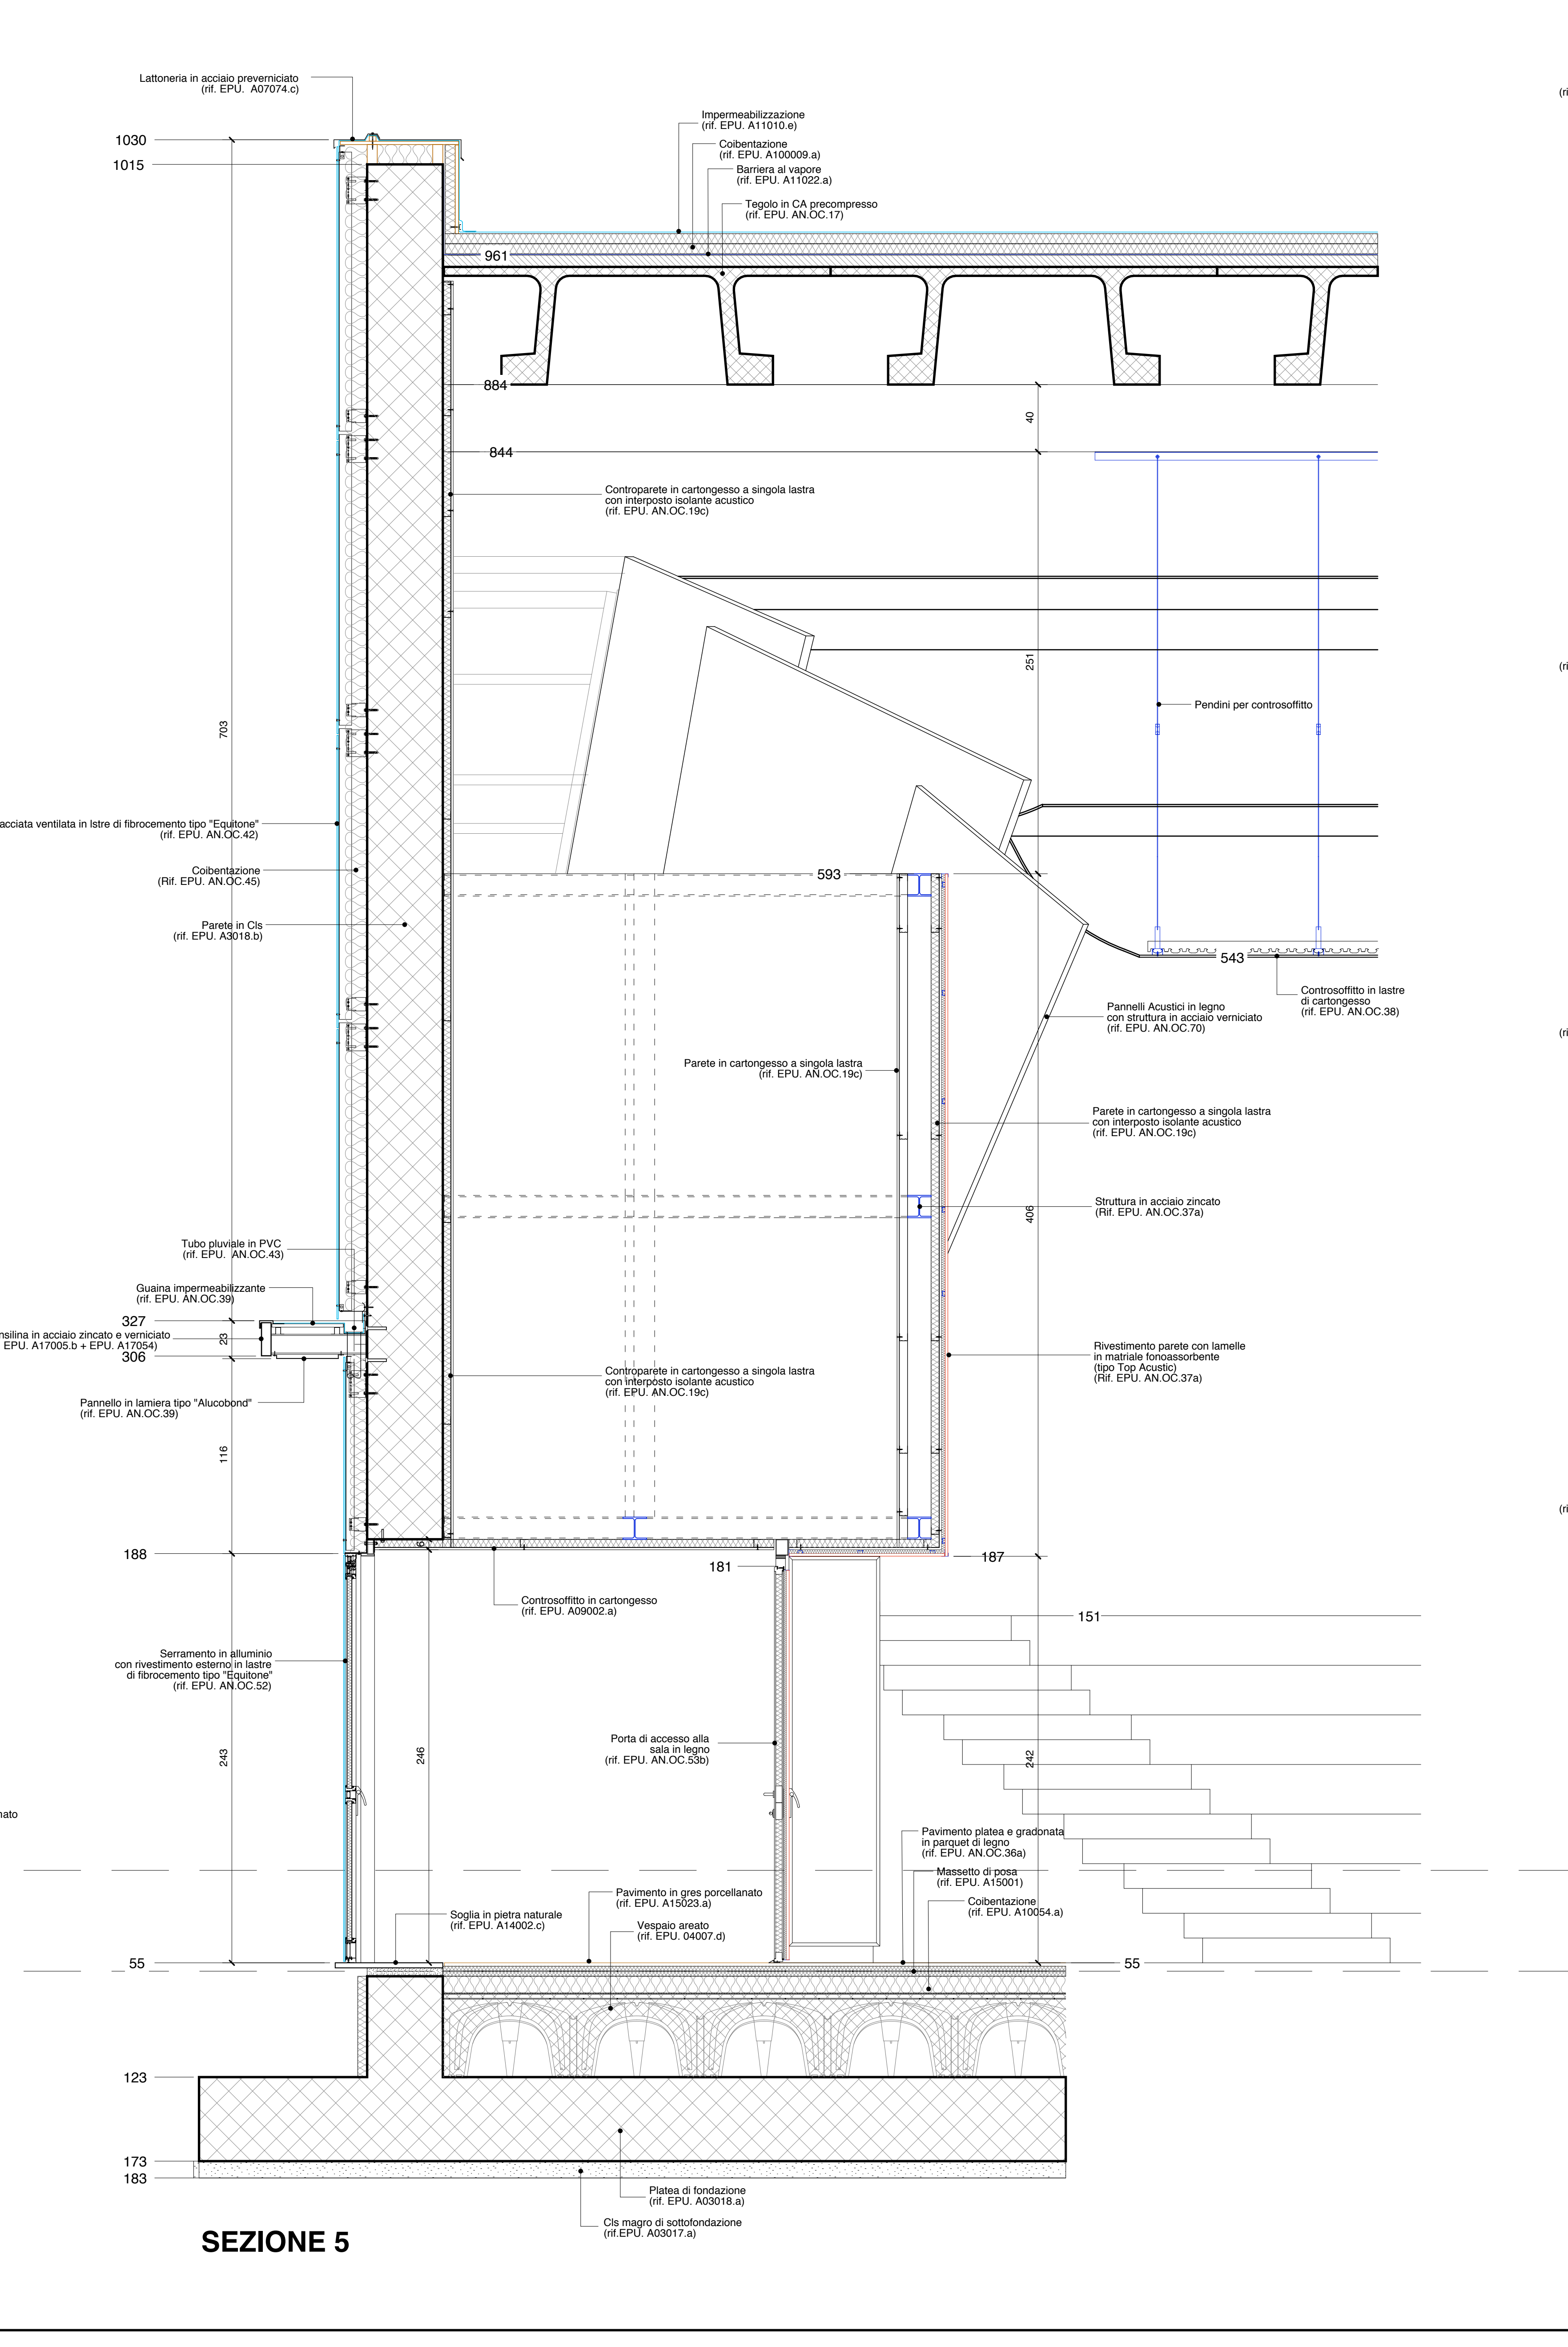 Lattoneria in acciaio preverniciato
(rif. EPU.  A07074.c)
1030
1015
Impermeabilizzazione
(rif. EPU. A11010.e)
Coibentazione
(rif. EPU. A100009.a)
Barriera al vapore
(rif. EPU. A11022.a)
Tegolo in CA precompresso
(rif. EPU. AN.OC.17)
961
884
40
844
Controparete in cartongesso a singola lastra
con interposto isolante acustico
(rif. EPU. AN.OC.19c)
251
703
Pendini per controsoffitto
acciata ventilata in lstre di fibrocemento tipo "Equitone"
(rif. EPU. AN.OC.42)
Coibentazione
(Rif. EPU. AN.OC.45)
Parete in Cls
(rif. EPU. A3018.b)
593
543
Controsoffitto in lastre
di cartongesso
(rif. EPU. AN.OC.38)
Pannelli Acustici in legno
con struttura in acciaio verniciato
(rif. EPU. AN.OC.70)
Parete in cartongesso a singola lastra
(rif. EPU. AN.OC.19c)
Parete in cartongesso a singola lastra
con interposto isolante acustico
(rif. EPU. AN.OC.19c)
Struttura in acciaio zincato
(Rif. EPU. AN.OC.37a)
406
Tubo pluviale in PVC
(rif. EPU.  AN.OC.43)
Guaina impermeabilizzante
(rif. EPU. AN.OC.39)
327
nsilina in acciaio zincato e verniciato
EPU. A17005.b + EPU. A17054)
23
306
Pannello in lamiera tipo "Alucobond"
(rif. EPU. AN.OC.39)
Controparete in cartongesso a singola lastra
con interposto isolante acustico
(rif. EPU. AN.OC.19c)
Rivestimento parete con lamelle
in matriale fonoassorbente
(tipo Top Acustic)
(Rif. EPU. AN.OC.37a)
116
6
188
181
187
Controsoffitto in cartongesso
(rif. EPU. A09002.a)
151
Serramento in alluminio
con rivestimento esterno in lastre
di fibrocemento tipo "Equitone"
(rif. EPU. AN.OC.52)
243
246
Porta di accesso alla
sala in legno
(rif. EPU. AN.OC.53b)
242
nato
Pavimento platea e gradonata
in parquet di legno
(rif. EPU. AN.OC.36a)
Massetto di posa
(rif. EPU. A15001)
Coibentazione
(rif. EPU. A10054.a)
Pavimento in gres porcellanato
(rif. EPU. A15023.a)
Soglia in pietra naturale
(rif. EPU. A14002.c)
Vespaio areato
(rif. EPU. 04007.d)
55
55
123
173
183
Platea di fondazione
(rif. EPU. A03018.a)
Cls magro di sottofondazione
(rif.EPU. A03017.a)
SEZIONE 5
(ri
(ri
(ri
(ri